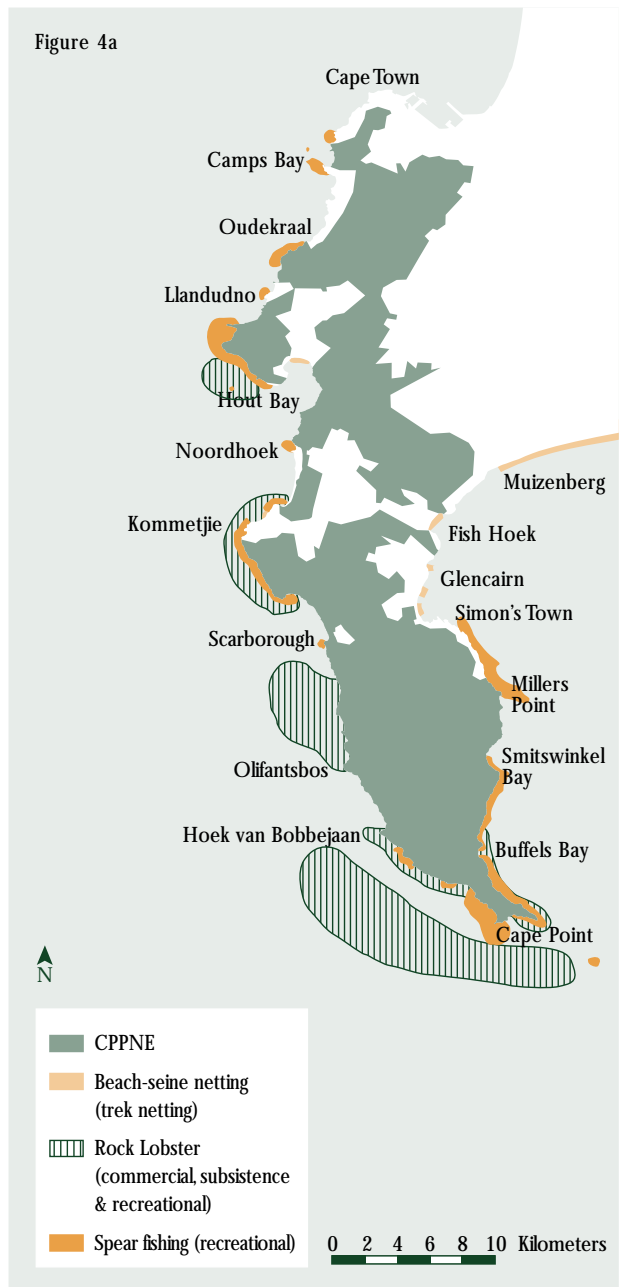 Figure 4a
Cape Town
Camps Bay
Oudekraal
Llandudno
Hout Bay
Noordhoek
Muizenberg
Kommetjie
Fish Hoek
Glencairn
Simon's Town
Scarborough
Millers
Point
Smitswinkel
Bay
Olifantsbos
Hoek van Bobbejaan
Buffels Bay
Cape Point
N
CPPNE
Beach-seine netting
(trek netting)
Rock Lobster
(commercial, subsistence
& recreational)
Spear fishing (recreational)
0 2 4 6 8 10 Kilometers